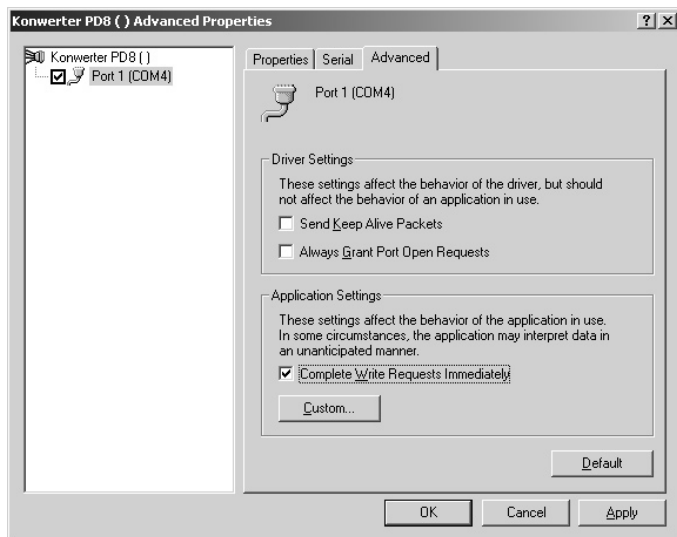 Konwerter PD8 ( ) Advanced Properties
Konwerter PD8 ( )
Port 1 (COM4)
Properties
Serial
Advanced
Port 1 (COM4)
Driver Settings
These settings affect the behavior of the driver, but should
not affect the behavior of an application in use.
Send Keep Alive Packets
Always Grant Port Open Requests
Application Settings
These settings affect the behavior of the application in use.
In some circumstances, the application may interpret data in
an unanticipated manner.
Complete Write Requests Immediately
Custom...
Default
OK
Cancel
Apply